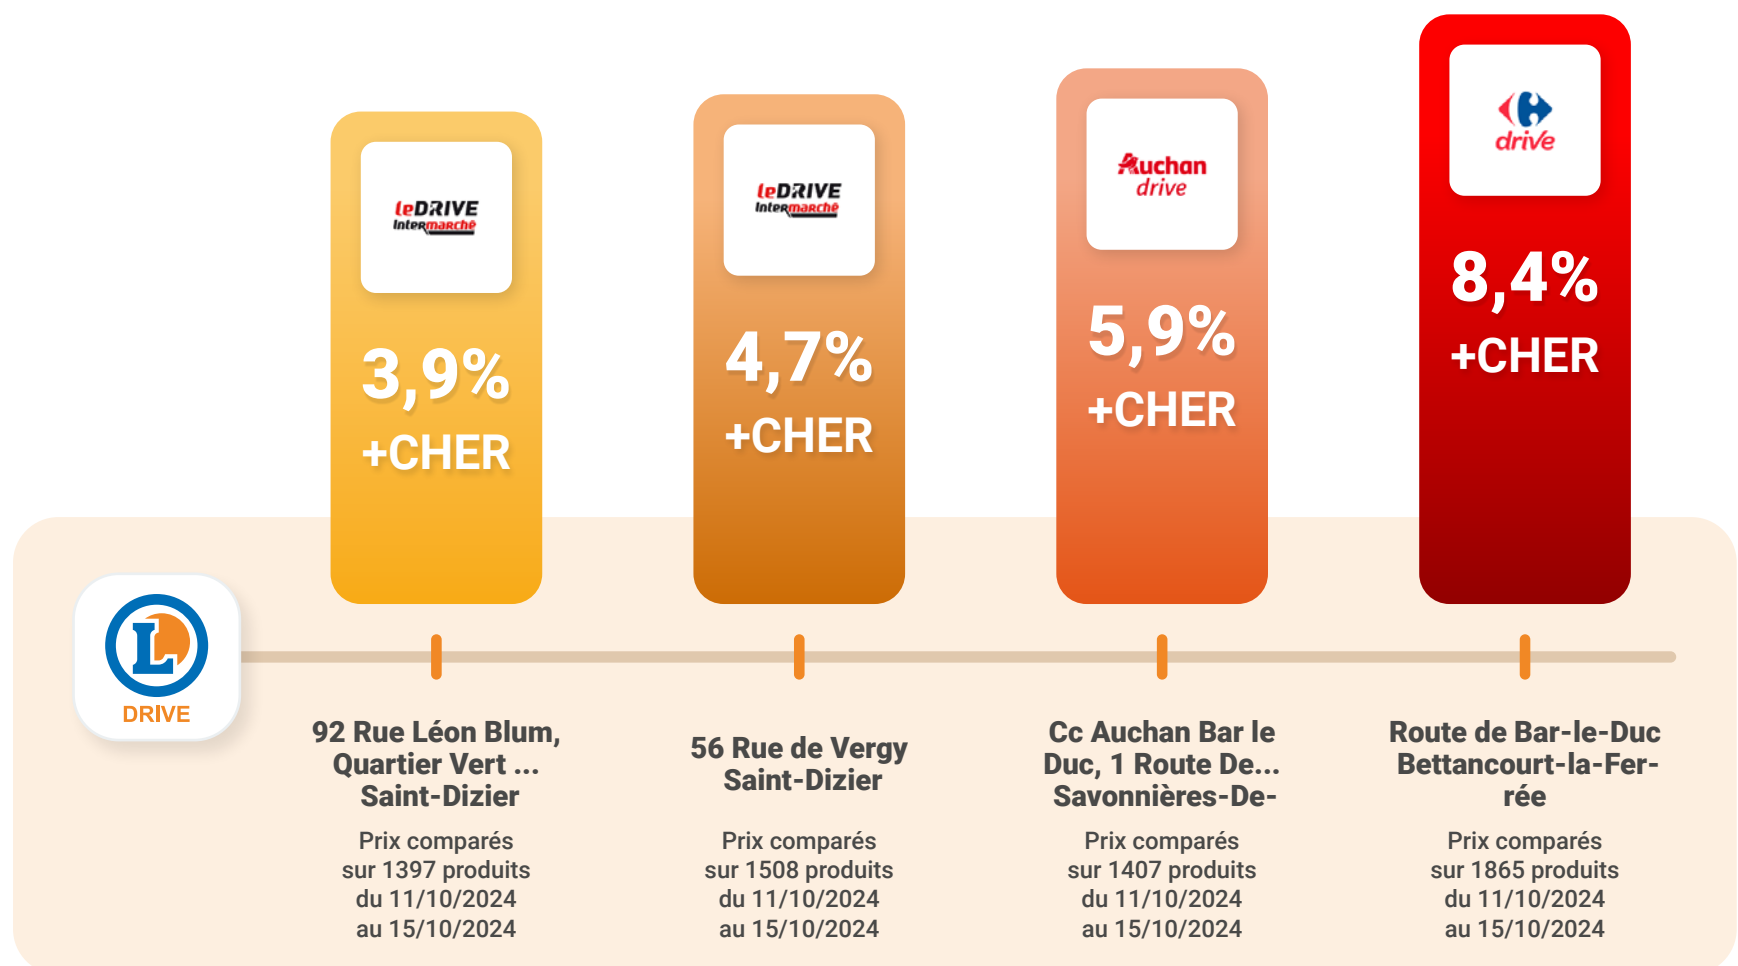 leDRIVE
Intermarché
3,9%
+CHER
leDRIVE
Intermarché
4,7%
+CHER
Auchan
drive
5,9%
+CHER
drive
8,4%
+CHER
L
DRIVE
92 Rue Léon Blum,
Quartier Vert ...
Saint-Dizier
Prix comparés
sur 1397 produits
du 11/10/2024
au 15/10/2024
56 Rue de Vergy
Saint-Dizier
Prix comparés
sur 1508 produits
du 11/10/2024
au 15/10/2024
Cc Auchan Bar le
Duc, 1 Route De...
Savonnières-De-
Prix comparés
sur 1407 produits
du 11/10/2024
au 15/10/2024
Route de Bar-le-Duc
Bettancourt-la-Fer-
rée
Prix comparés
sur 1865 produits
du 11/10/2024
au 15/10/2024